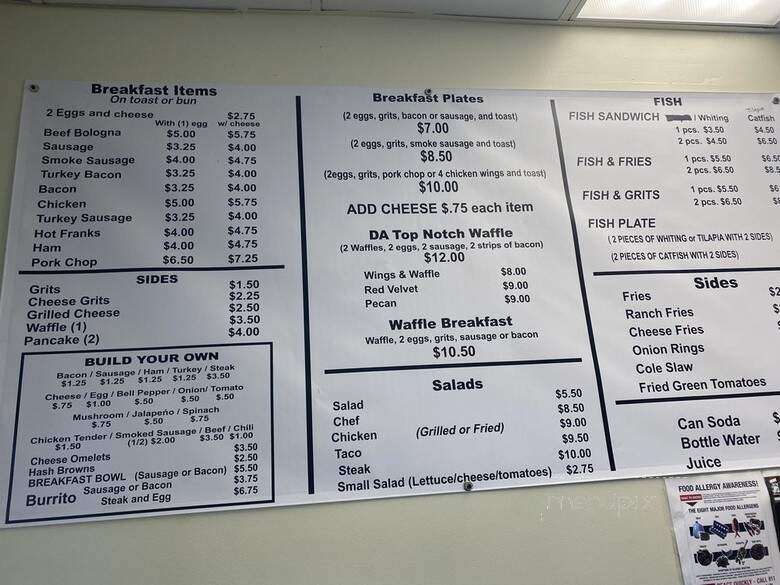 Breakfast Items
On toast or bun
2 Eggs and cheese $2.75
With (1) egg w/ cheese
Beef Bologna $5.00 $5.75
Sausage $3.25 $4.00
Smoke Sausage $4.00 $4.75
Turkey Bacon $3.25 $4.00
Bacon $3.25 $4.00
Chicken $5.00 $5.75
Turkey Sausage $3.25 $4.00
Hot Franks $4.00 $4.75
Ham $4.00 $4.75
Pork Chop $6.50 $7.25
SIDES
Grits $1.50
Cheese Grits $2.25
Grilled Cheese $2.50
Waffle (1) $3.50
Pancake (2) $4.00
BUILD YOUR OWN
Bacon / Sausage / Ham / Turkey / Steak
$1.25 $1.25 $1.25 $1.25 $3.50
Cheese / Egg / Bell Pepper / Onion/ Tomato
$.75 $1.00 $.50 $.50 $.50
Mushroom / Jalapeño / Spinach
$.75 $.50 $.75
Chicken Tender / Smoked Sausage / Beef / Chili
$1.50 (1/2) $2.00 $3.50 $1.00
Cheese Omelets $3.50
Hash Browns $2.50
BREAKFAST BOWL (Sausage or Bacon) $5.50
Burrito Sausage or Bacon $3.75
Steak and Egg $6.75
Breakfast Plates
(2 eggs, grits, bacon or sausage, and toast)
$7.00
(2 eggs, grits, smoke sausage and toast)
$8.50
(2eggs, grits, pork chop or 4 chicken wings and toast)
$10.00
ADD CHEESE $.75 each item
DA Top Notch Waffle
(2 Waffles, 2 eggs, 2 sausage, 2 strips of bacon)
$12.00
Wings & Waffle $8.00
Red Velvet $9.00
Pecan $9.00
Waffle Breakfast
Waffle, 2 eggs, grits, sausage or bacon
$10.50
Salads
Salad $5.50
Chef $8.50
Chicken (Grilled or Fried) $9.00
Taco $9.50
Steak $10.00
Small Salad (Lettuce/cheese/tomatoes) $2.75
FISH
Tilapia
FISH SANDWICH / Whiting Catfish
1 pcs. $3.50 $4.50
2 pcs. $4.50 $6.50
FISH & FRIES 1 pcs. $5.50 $6.5
2 pcs. $6.50 $8.5
FISH & GRITS 1 pcs. $5.50 $6
2 pcs. $6.50
FISH PLATE
(2 PIECES OF WHITING or TILAPIA WITH 2 SIDES)
(2 PIECES OF CATFISH WITH 2 SIDES)
Sides
Fries $2
Ranch Fries $
Cheese Fries
Onion Rings
Cole Slaw
Fried Green Tomatoes
Can Soda $
Bottle Water
Juice
FOOD ALLERGY AWARENESS!
THE EIGHT MAJOR FOOD ALLERGENS